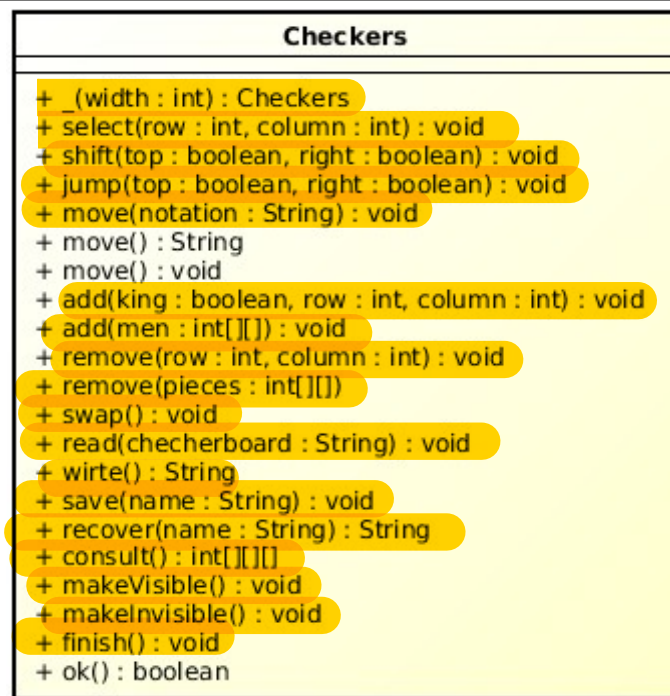 Checkers
+ _(width : int) : Checkers
+ select(row : int, column : int) : void
+ shift(top : boolean, right : boolean) : void
+ jump(top : boolean, right : boolean) : void
+ move(notation : String) : void
+ move() : String
+ move() : void
+ add(king : boolean, row : int, column : int) : void
+ add(men : int[][]) : void
+ remove(row : int, column : int) : void
+ remove(pieces : int[][])
+ swap() : void
+ read(checherboard : String) : void
+ wirte() : String
+ save(name : String) : void
+ recover(name : String) : String
+ consult() : int[][][]
+ makeVisible() : void
+ makeInvisible() : void
+ finish() : void
+ ok() : boolean